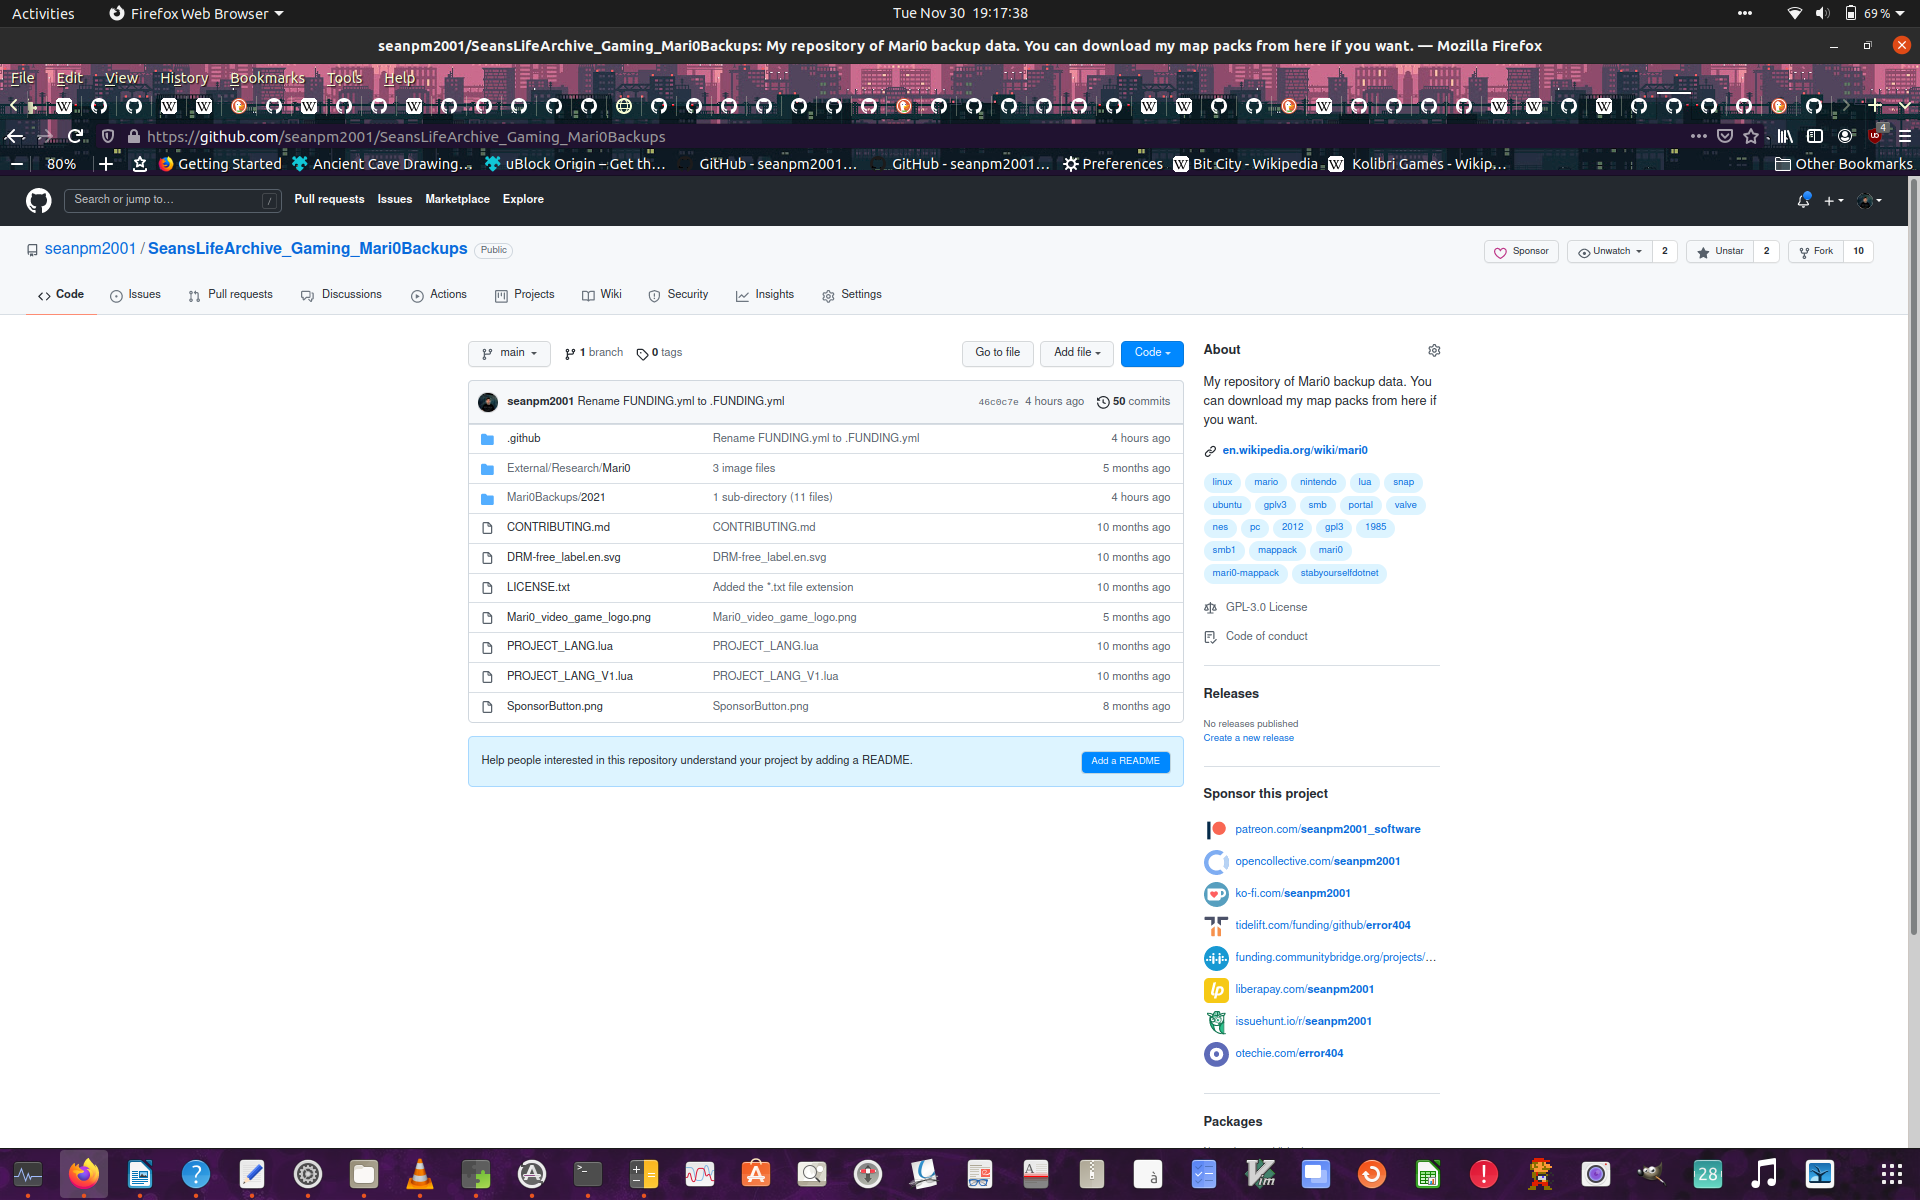 Activities Firefox Web Browser Tue Nov 30 19:17:38 69%
seanpm2001/SeansLifeArchive_Gaming_Mari0Backups: My repository of Mari0 backup data. You can download my map packs from here if you want. — Mozilla Firefox
File Edit View History Bookmarks Tools Help
https://github.com/seanpm2001/SeansLifeArchive_Gaming_Mari0Backups 4
80% Getting Started Ancient Cave Drawing… uBlock Origin – Get th… GitHub - seanpm2001… GitHub - seanpm2001… Preferences Bit City - Wikipedia Kolibri Games - Wikip… Other Bookmarks
Search or jump to… / Pull requests Issues Marketplace Explore
seanpm2001 / SeansLifeArchive_Gaming_Mari0Backups Public Sponsor Unwatch 2 Unstar 2 Fork 10
Code Issues Pull requests Discussions Actions Projects Wiki Security Insights Settings
main 1 branch 0 tags Go to file Add file Code
seanpm2001 Rename FUNDING.yml to .FUNDING.yml 46c0c7e 4 hours ago 50 commits
.github Rename FUNDING.yml to .FUNDING.yml 4 hours ago
External/Research/Mari0 3 image files 5 months ago
Mari0Backups/2021 1 sub-directory (11 files) 4 hours ago
CONTRIBUTING.md CONTRIBUTING.md 10 months ago
DRM-free_label.en.svg DRM-free_label.en.svg 10 months ago
LICENSE.txt Added the *.txt file extension 10 months ago
Mari0_video_game_logo.png Mari0_video_game_logo.png 5 months ago
PROJECT_LANG.lua PROJECT_LANG.lua 10 months ago
PROJECT_LANG_V1.lua PROJECT_LANG_V1.lua 10 months ago
SponsorButton.png SponsorButton.png 8 months ago
Help people interested in this repository understand your project by adding a README. Add a README
About
My repository of Mari0 backup data. You
can download my map packs from here if
you want.
en.wikipedia.org/wiki/mari0
linux mario nintendo lua snap
ubuntu gplv3 smb portal valve
nes pc 2012 gpl3 1985
smb1 mappack mari0
mari0-mappack stabyourselfdotnet
GPL-3.0 License
Code of conduct
Releases
No releases published
Create a new release
Sponsor this project
patreon.com/seanpm2001_software
opencollective.com/seanpm2001
ko-fi.com/seanpm2001
tidelift.com/funding/github/error404
funding.communitybridge.org/projects/…
liberapay.com/seanpm2001
issuehunt.io/r/seanpm2001
otechie.com/error404
Packages
28